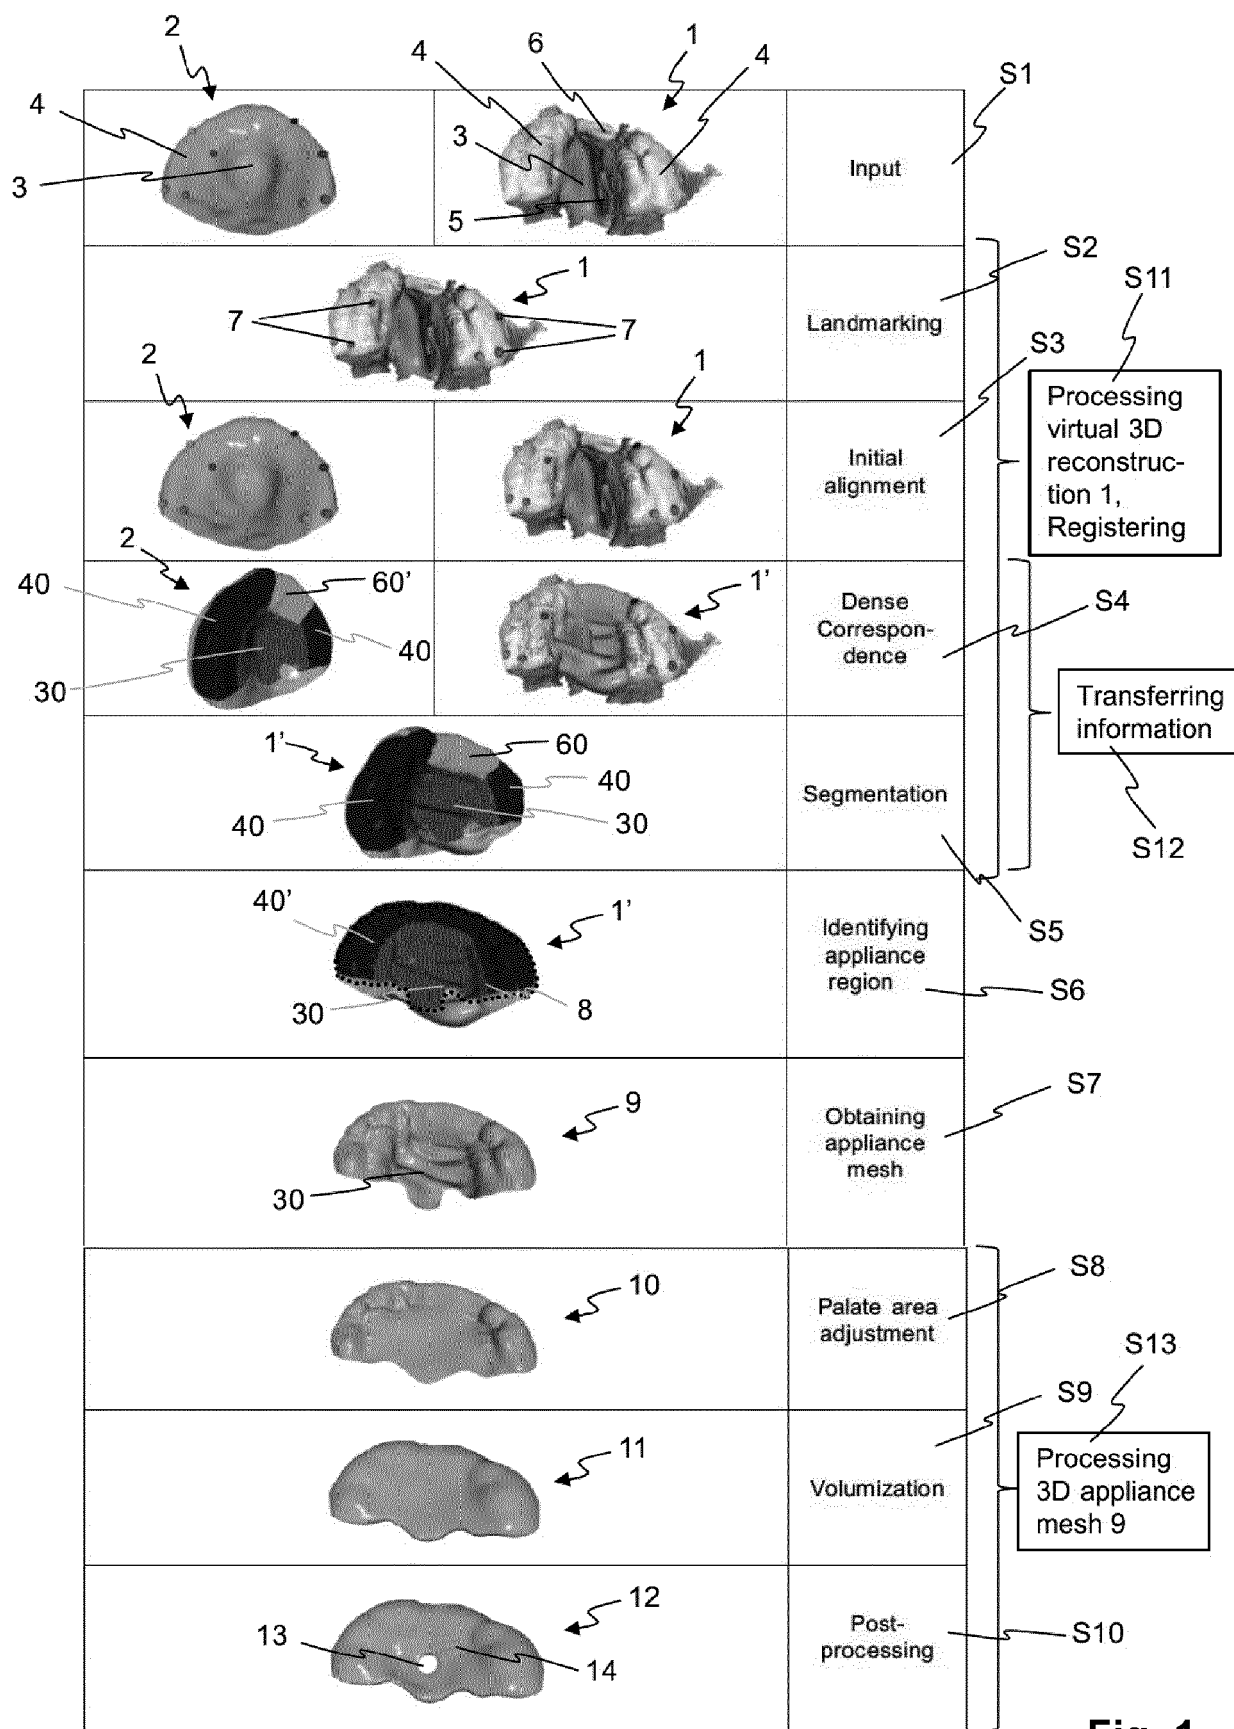 2
4
3
4
6
1
4
3
5
Input
S1
7
1
7
Landmarking
S2
S11
2
1
Initial
alignment
S3
Processing
virtual 3D
reconstruc-
tion 1,
Registering
2
40
60'
40
30
1'
Dense
Correspon-
dence
S4
Transferring
information
S12
1'
60
40
40
30
Segmentation
S5
40'
1'
30
8
Identifying
appliance
region
S6
9
30
Obtaining
appliance
mesh
S7
10
Palate area
adjustment
S8
S13
11
Volumization
S9
Processing
3D appliance
mesh 9
13
12
14
Post-
processing
S10